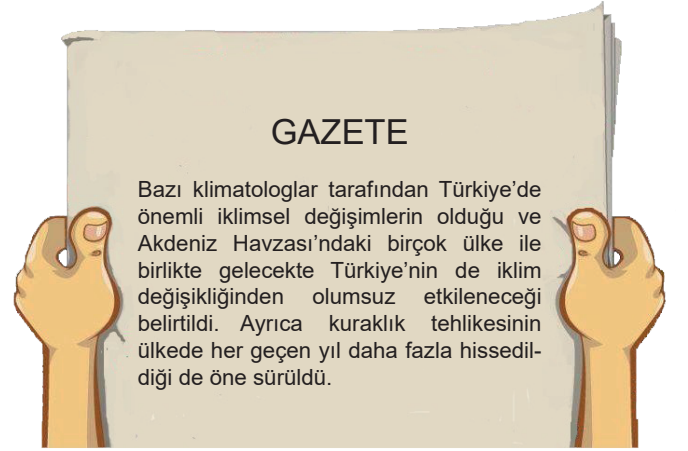 GAZETE
Bazı klimatologlar tarafından Türkiye’de
önemli iklimsel değişimlerin olduğu ve
Akdeniz Havzası’ndaki birçok ülke ile
birlikte gelecekte Türkiye’nin de iklim
değişikliğinden olumsuz etkileneceği
belirtildi. Ayrıca kuraklık tehlikesinin
ülkede her geçen yıl daha fazla hissedil-
diği de öne sürüldü.